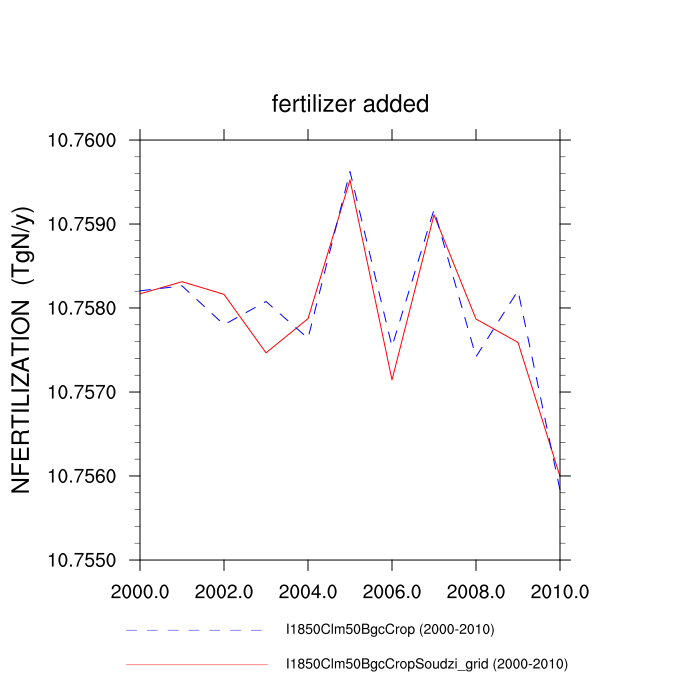 fertilizer added
NFERTILIZATION (TgN/y)
10.7600
10.7590
10.7580
10.7570
10.7560
10.7550
2000.0 2002.0 2004.0 2006.0 2008.0 2010.0
I1850Clm50BgcCrop (2000-2010)
I1850Clm50BgcCropSoudzi_grid (2000-2010)